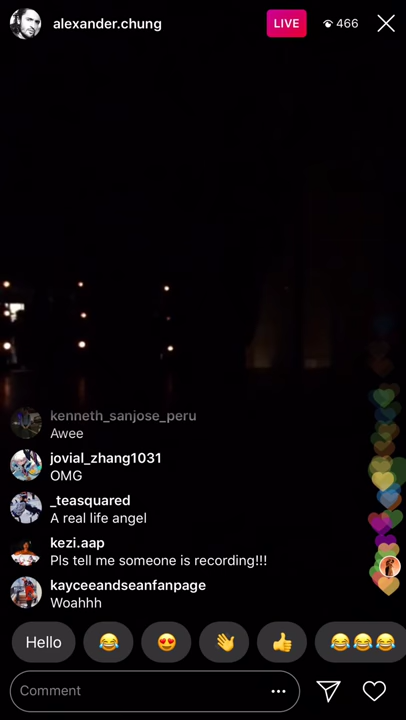 alexander.chung
LIVE
466
kenneth_sanjose_peru
Awee
jovial_zhang1031
OMG
_teasquared
A real life angel
kezi.aap
Pls tell me someone is recording!!!
kayceeandseanfanpage
Woahhh
Hello
Comment